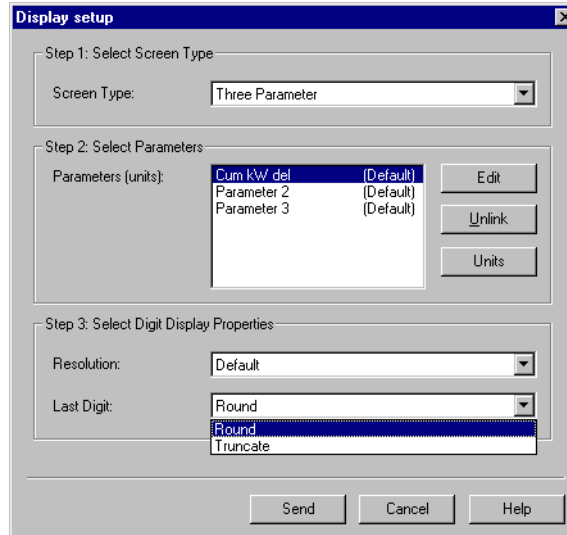 Display setup
Step 1: Select Screen Type
Screen Type: Three Parameter
Step 2: Select Parameters
Parameters (units): Cum kW del (Default) Edit
Parameter 2 (Default)
Parameter 3 (Default)
Unlink
Units
Step 3: Select Digit Display Properties
Resolution: Default
Last Digit: Round
Round
Truncate
Send Cancel Help